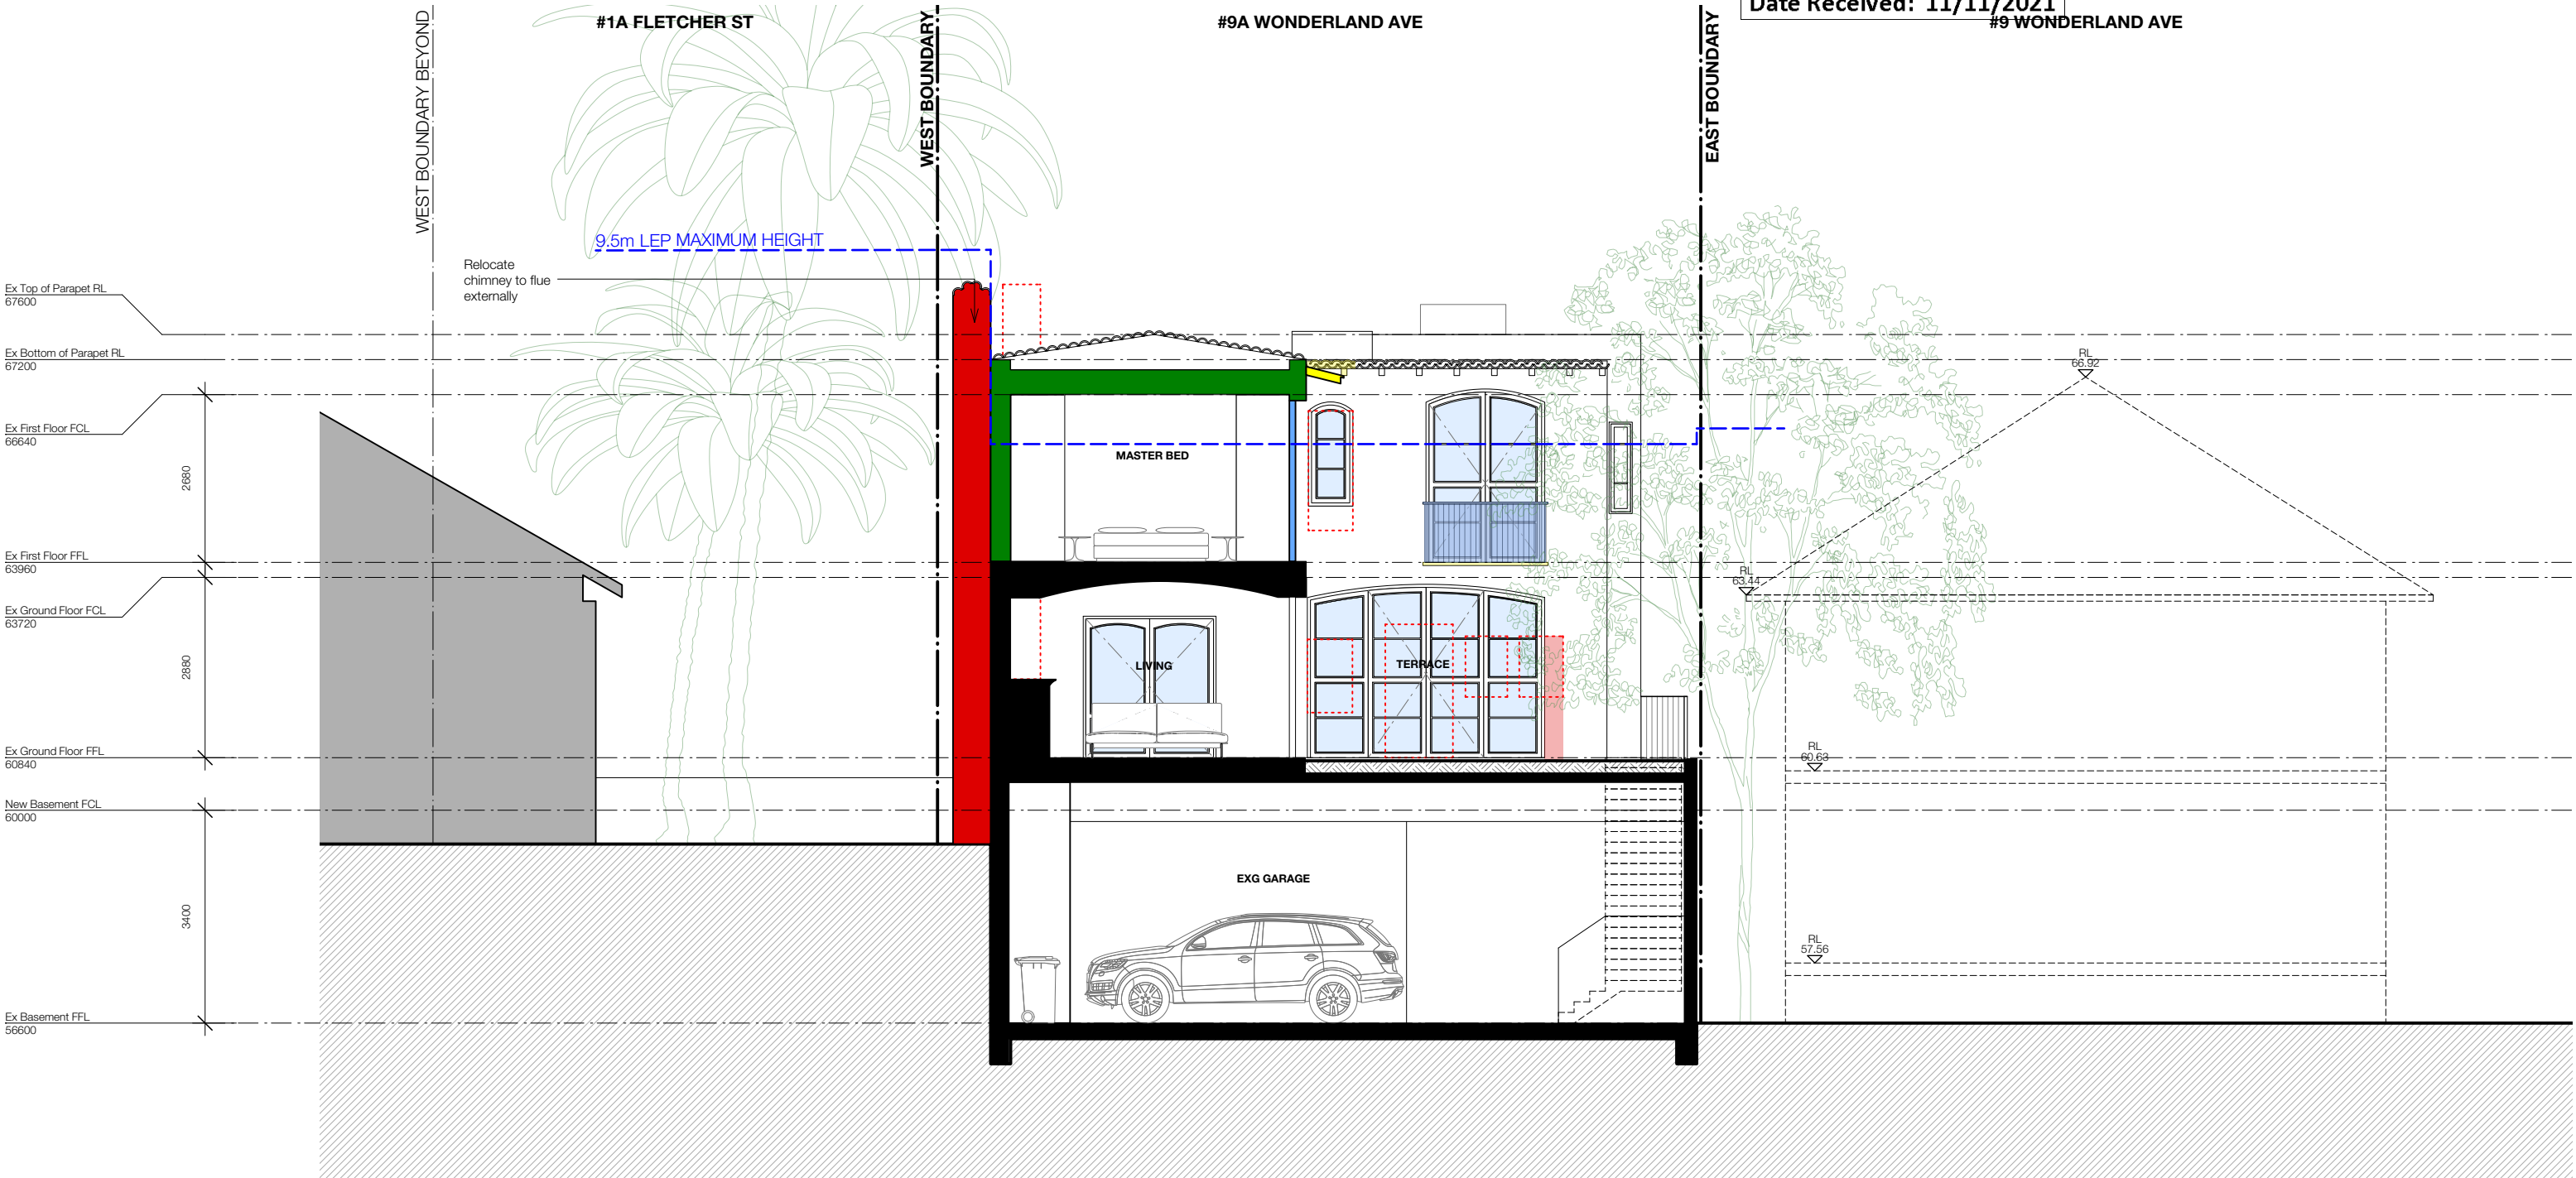 Date Received: 11/11/2021
#1A FLETCHER ST
#9A WONDERLAND AVE
#9 WONDERLAND AVE
WEST BOUNDARY BEYOND
WEST BOUNDARY
EAST BOUNDARY
9.5m LEP MAXIMUM HEIGHT
Relocate
chimney to flue
externally
Ex Top of Parapet RL
67600
Ex Bottom of Parapet RL
67200
Ex First Floor FCL
66640
2680
Ex First Floor FFL
63960
Ex Ground Floor FCL
63720
2880
Ex Ground Floor FFL
60840
New Basement FCL
60000
3400
Ex Basement FFL
56600
MASTER BED
LIVING
TERRACE
EXG GARAGE
RL
66.92
RL
63.44
RL
60.63
RL
57.56